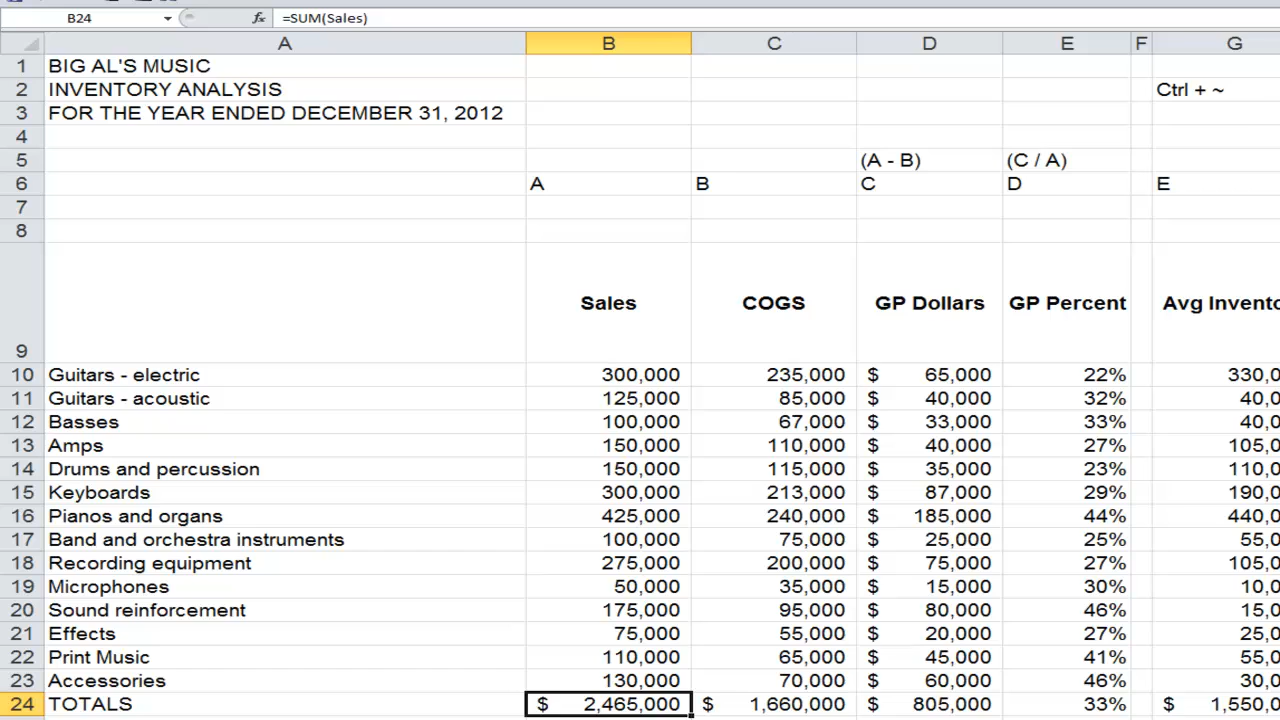 B24 fx =SUM(Sales)
A B C D E F G
1 BIG AL'S MUSIC
2 INVENTORY ANALYSIS Ctrl + ~
3 FOR THE YEAR ENDED DECEMBER 31, 2012
4
5 (A - B) (C / A)
6 A B C D E
7
8
9 Sales COGS GP Dollars GP Percent Avg Invento
10 Guitars - electric 300,000 235,000 $ 65,000 22% 330,0
11 Guitars - acoustic 125,000 85,000 $ 40,000 32% 40,0
12 Basses 100,000 67,000 $ 33,000 33% 40,0
13 Amps 150,000 110,000 $ 40,000 27% 105,0
14 Drums and percussion 150,000 115,000 $ 35,000 23% 110,0
15 Keyboards 300,000 213,000 $ 87,000 29% 190,0
16 Pianos and organs 425,000 240,000 $ 185,000 44% 440,0
17 Band and orchestra instruments 100,000 75,000 $ 25,000 25% 55,0
18 Recording equipment 275,000 200,000 $ 75,000 27% 105,0
19 Microphones 50,000 35,000 $ 15,000 30% 10,0
20 Sound reinforcement 175,000 95,000 $ 80,000 46% 15,0
21 Effects 75,000 55,000 $ 20,000 27% 25,0
22 Print Music 110,000 65,000 $ 45,000 41% 55,0
23 Accessories 130,000 70,000 $ 60,000 46% 30,0
24 TOTALS $ 2,465,000 $ 1,660,000 $ 805,000 33% $ 1,550,0